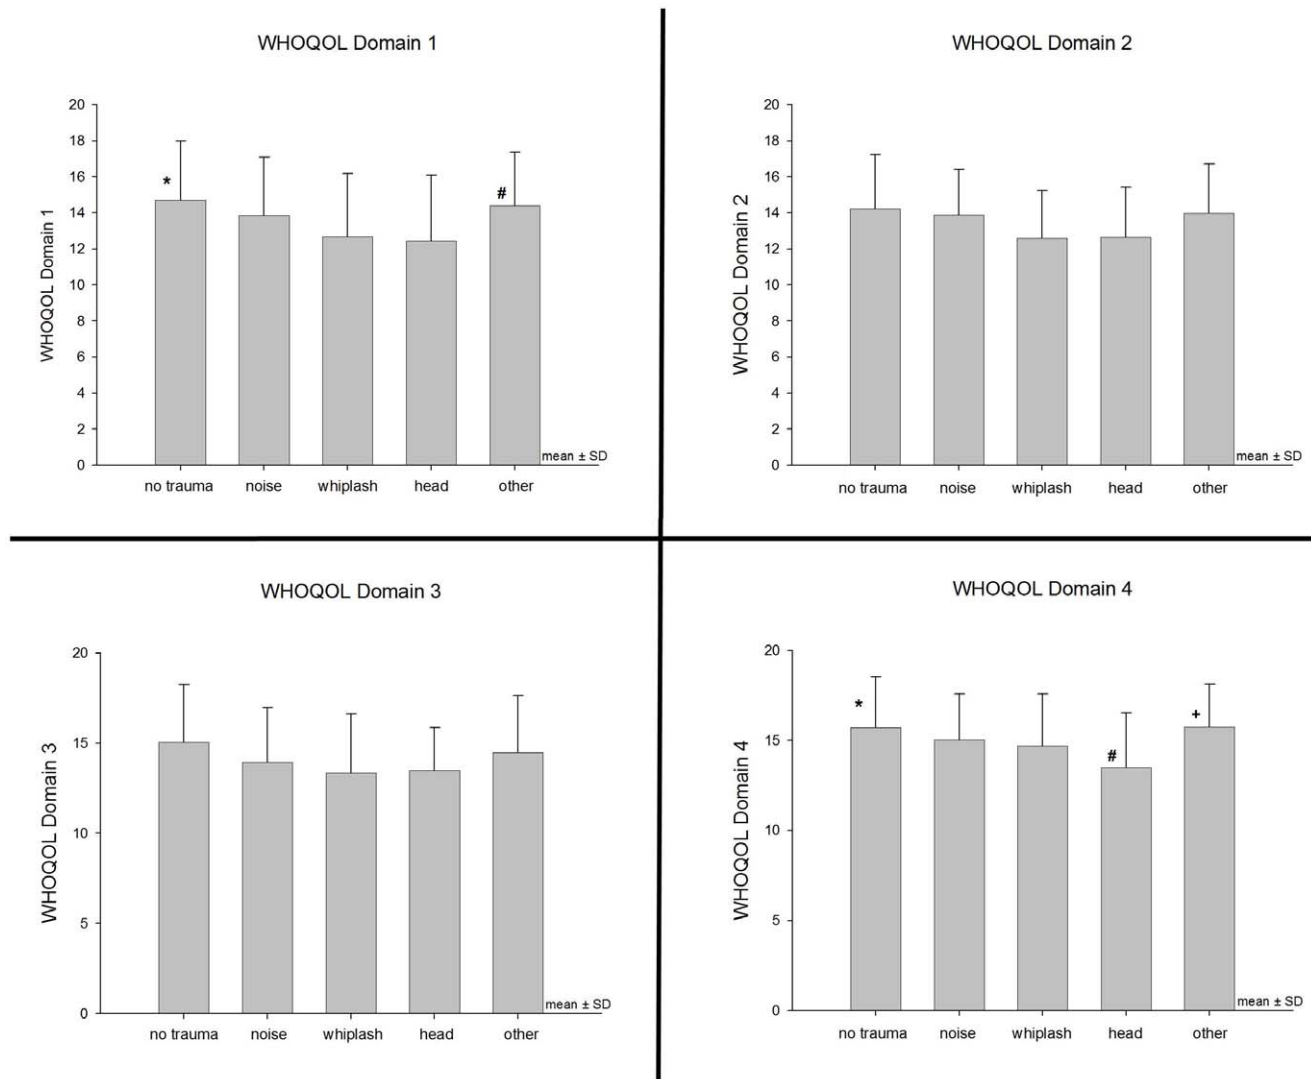 WHOQOL Domain 1
WHOQOL Domain 1
20
18
16
14
12
10
8
6
4
2
0
*
#
mean ± SD
no trauma noise whiplash head other
WHOQOL Domain 2
WHOQOL Domain 2
20
18
16
14
12
10
8
6
4
2
0
mean ± SD
no trauma noise whiplash head other
WHOQOL Domain 3
WHOQOL Domain 3
20
15
10
5
0
mean ± SD
no trauma noise whiplash head other
WHOQOL Domain 4
WHOQOL Domain 4
20
15
10
5
0
*
#
+
mean ± SD
no trauma noise whiplash head other